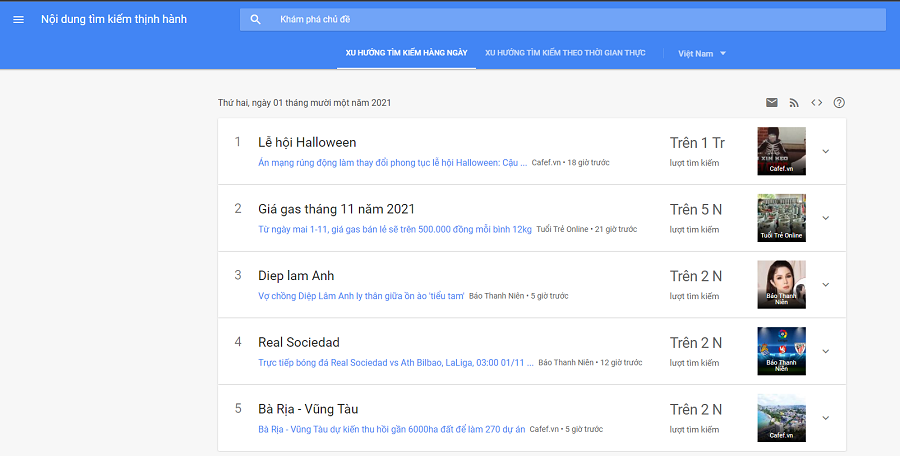 Nội dung tìm kiếm thịnh hành
Khám phá chủ đề
XU HƯỚNG TÌM KIẾM HÀNG NGÀY
XU HƯỚNG TÌM KIẾM THEO THỜI GIAN THỰC
Việt Nam
Thứ hai, ngày 01 tháng mười một năm 2021
1 Lễ hội Halloween Trên 1 Tr
Án mạng rúng động làm thay đổi phong tục lễ hội Halloween: Cậu ... Cafef.vn • 18 giờ trước lượt tìm kiếm
Cafef.vn
2 Giá gas tháng 11 năm 2021 Trên 5 N
Từ ngày mai 1-11, giá gas bán lẻ sẽ trên 500.000 đồng mỗi bình 12kg Tuổi Trẻ Online • 21 giờ trước lượt tìm kiếm
Tuổi Trẻ Online
3 Diep lam Anh Trên 2 N
Vợ chồng Diệp Lâm Anh ly thân giữa ồn ào 'tiểu tam' Báo Thanh Niên • 5 giờ trước lượt tìm kiếm
Báo Thanh
Niên
4 Real Sociedad Trên 2 N
Trực tiếp bóng đá Real Sociedad vs Ath Bilbao, LaLiga, 03:00 01/11 ... Báo Thanh Niên • 12 giờ trước lượt tìm kiếm
Báo Thanh
Niên
5 Bà Rịa - Vũng Tàu Trên 2 N
Bà Rịa - Vũng Tàu dự kiến thu hồi gần 6000ha đất để làm 270 dự án Cafef.vn • 5 giờ trước lượt tìm kiếm
Cafef.vn